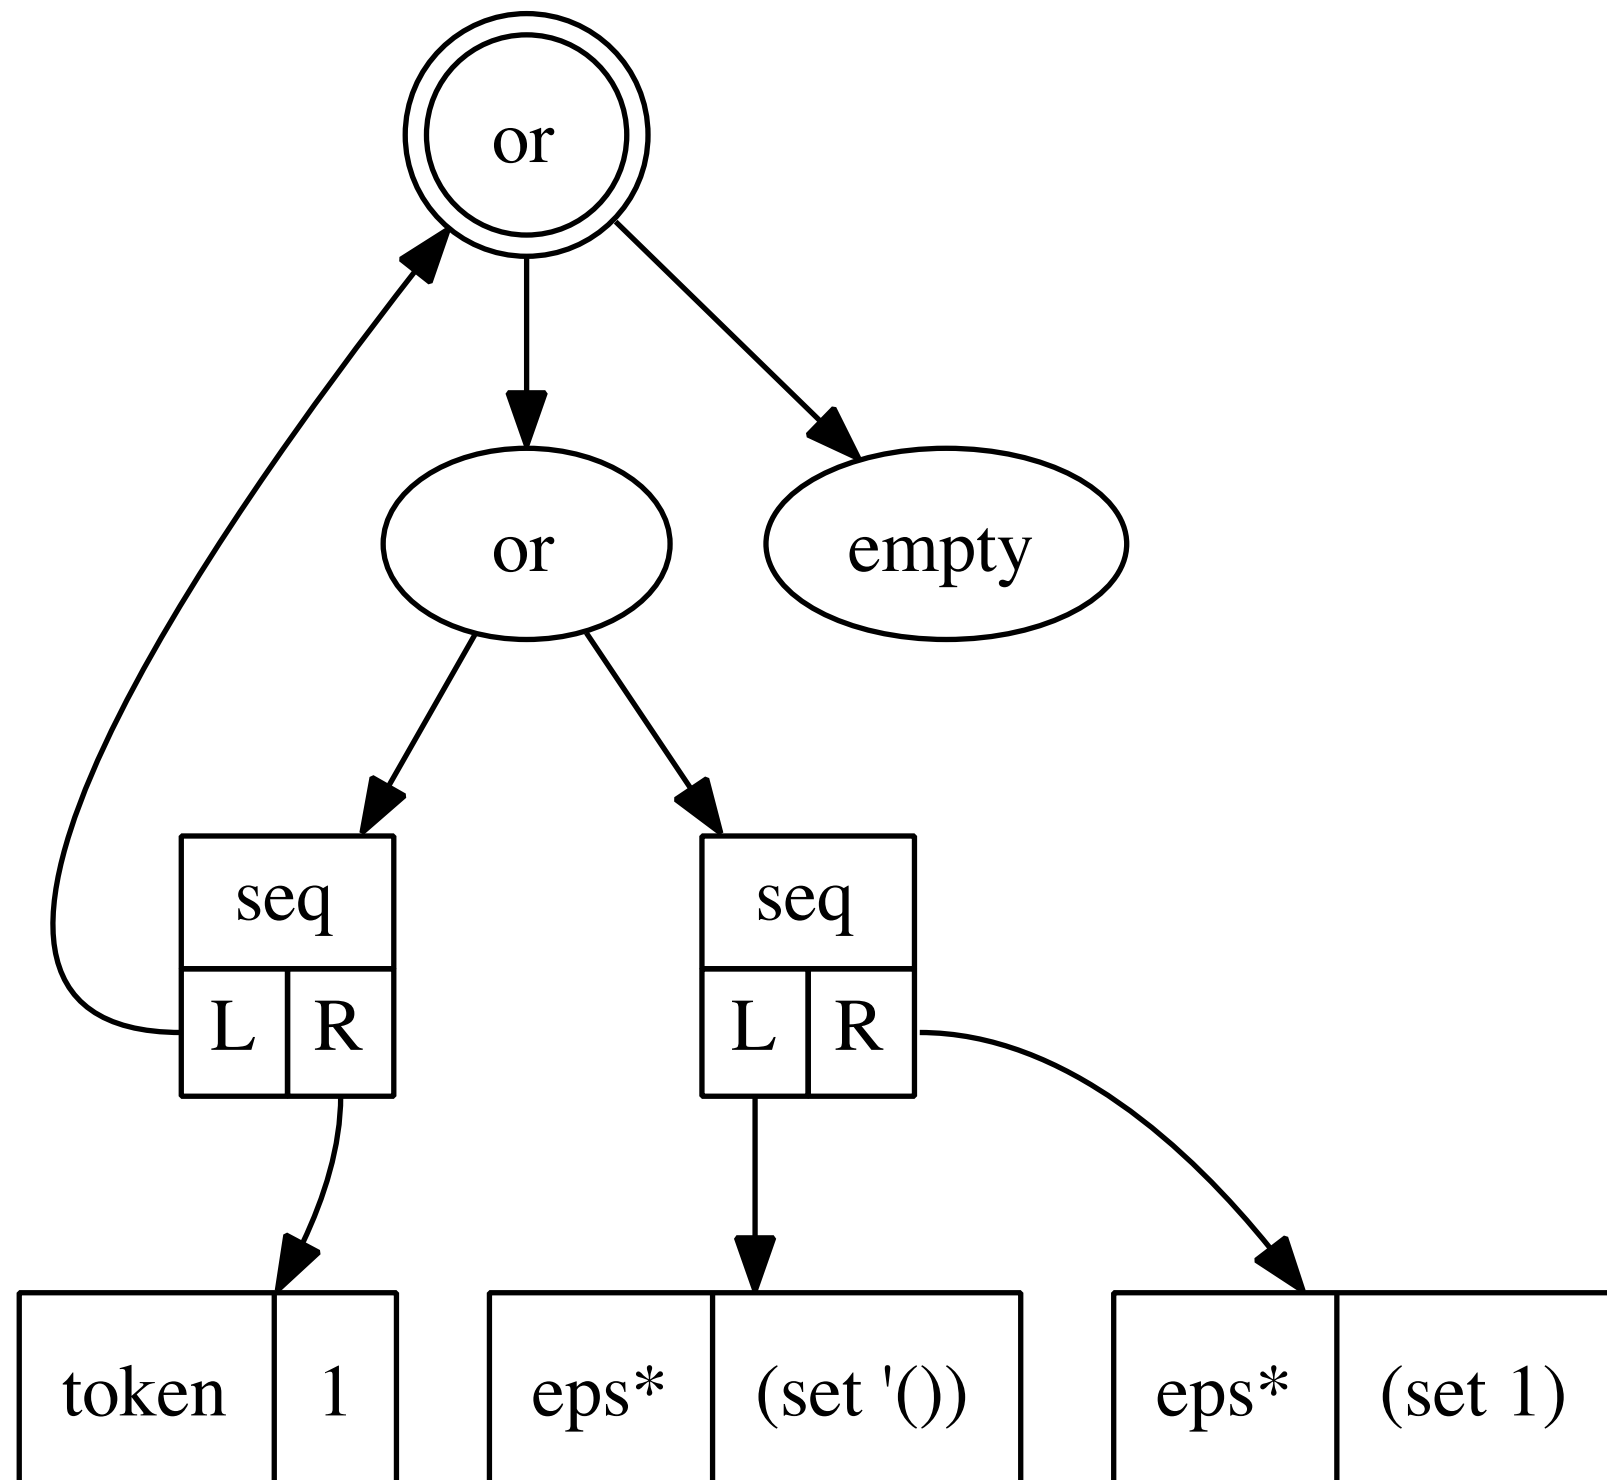 or
or
empty
seq
seq
L R
L R
token 1
eps* (set '())
eps* (set 1)